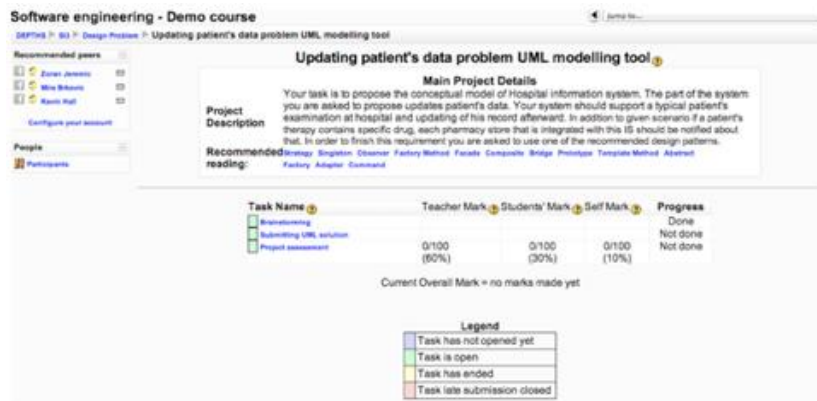 Software engineering - Demo course
Jump to...
DEPTHS ▶ SI3 ▶ Design Problem ▶ Updating patient's data problem UML modelling tool
Recommended peers
Zoran Jeremic
Mira Brkovic
Kevin Hall
Configure your account
People
Participants
Updating patient's data problem UML modelling tool
Main Project Details
Project Description
Your task is to propose the conceptual model of Hospital information system. The part of the system
you are asked to propose updates patient's data. Your system should support a typical patient's
examination at hospital and updating of his record afterward. In addition to given scenario if a patient's
therapy contains specific drug, each pharmacy store that is integrated with this IS should be notified about
that. In order to finish this requirement you are asked to use one of the recommended design patterns.
Recommended reading:
Strategy Singleton Observer Factory Method Facade Composite Bridge Prototype Template Method Abstract
Factory Adapter Command
Task Name Teacher Mark Students' Mark Self Mark Progress
Brainstorming Done
Submitting UML solution Not done
Project assessment 0/100 0/100 0/100 Not done
(60%) (30%) (10%)
Current Overall Mark = no marks made yet
Legend
Task has not opened yet
Task is open
Task has ended
Task late submission closed